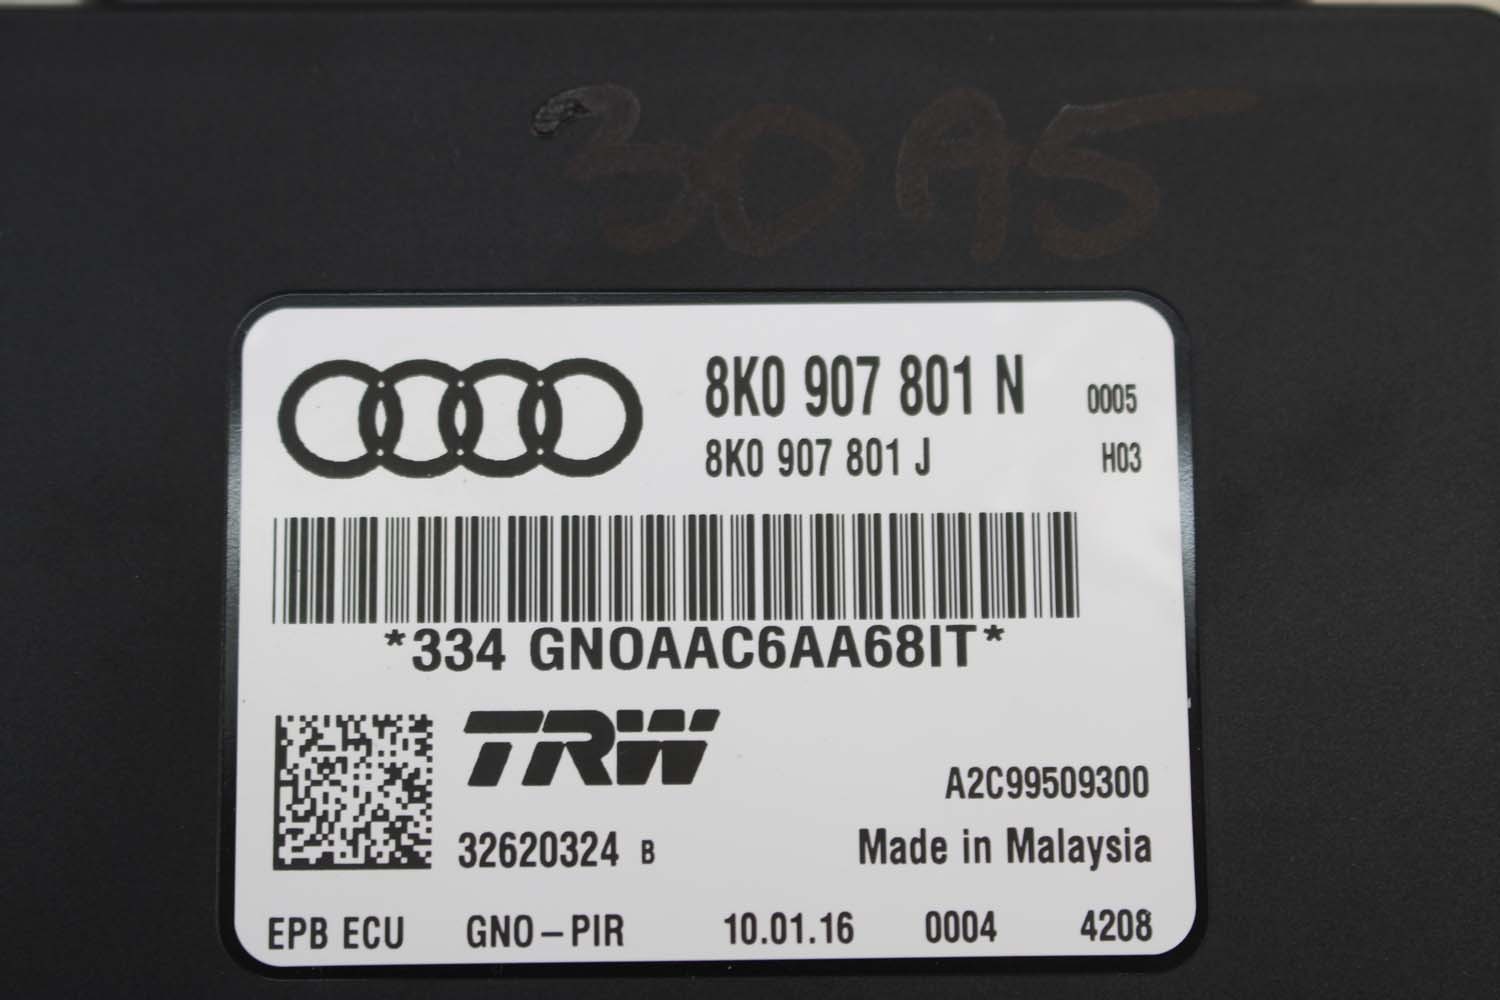 30A5
8K0 907 801 N 0005
8K0 907 801 J H03
*334 GNOAAC6AA68IT*
TRW
A2C99509300
32620324 B Made in Malaysia
EPB ECU GNO-PIR 10.01.16 0004 4208